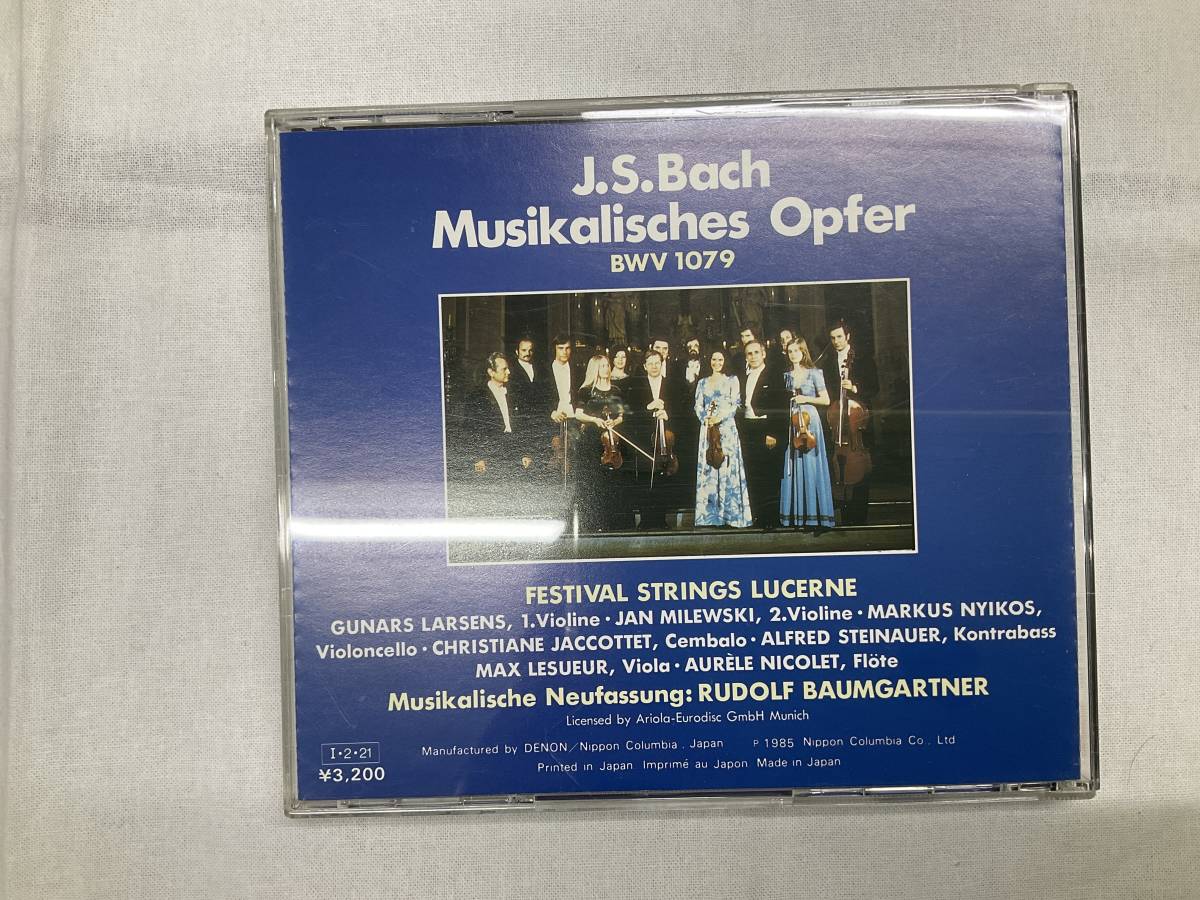 J.S.Bach
Musikalisches Opfer
BWV 1079
FESTIVAL STRINGS LUCERNE
GUNARS LARSENS, 1.Violine · JAN MILEWSKI, 2.Violine · MARKUS NYIKOS,
Violoncello · CHRISTIANE JACCOTTET, Cembalo · ALFRED STEINAUER, Kontrabass
MAX LESUEUR, Viola · AURÈLE NICOLET, Flöte
Musikalische Neufassung: RUDOLF BAUMGARTNER
Licensed by Ariola-Eurodisc GmbH Munich
I·2·21
¥3,200
Manufactured by DENON/Nippon Columbia, Japan P 1985 Nippon Columbia Co., Ltd
Printed in Japan Imprimé au Japon Made in Japan